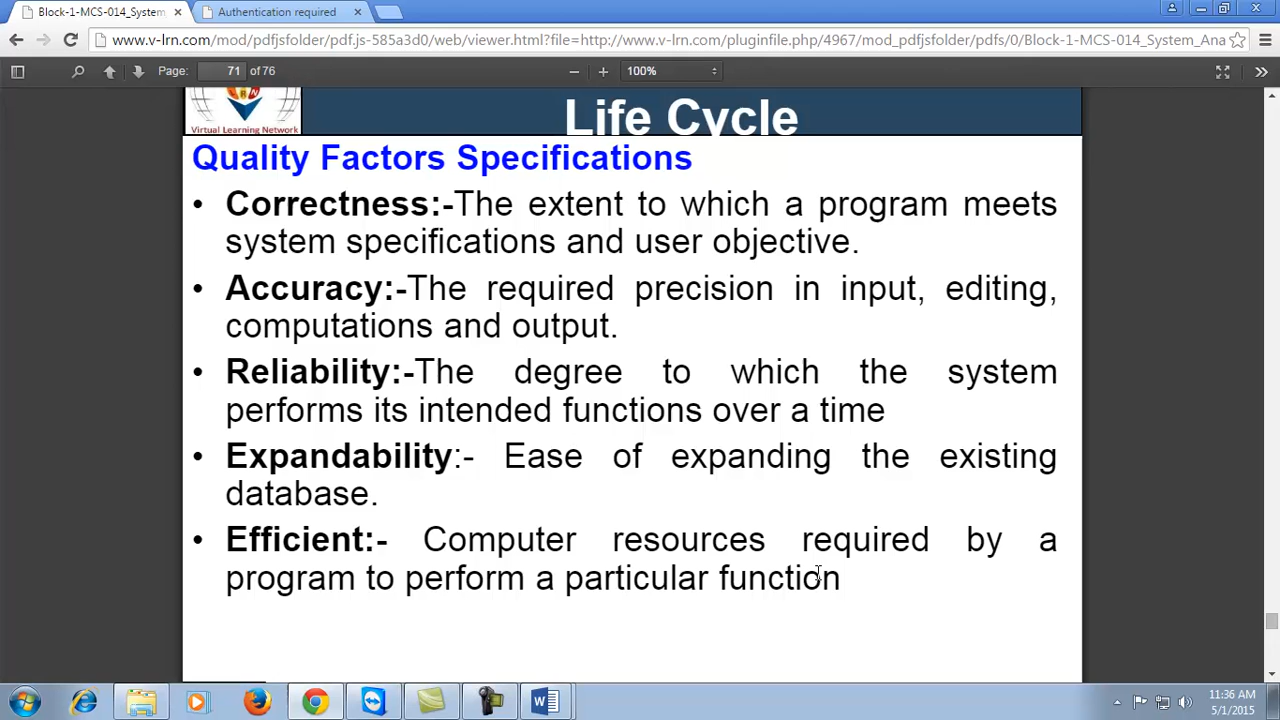 Block-1-MCS-014_System_
Authentication required
www.v-lrn.com/mod/pdfjsfolder/pdf.js-585a3d0/web/viewer.html?file=http://www.v-lrn.com/pluginfile.php/4967/mod_pdfjsfolder/pdfs/0/Block-1-MCS-014_System_Ana
Page: 71 of 76
100%
VRN
Virtual Learning Network
Life Cycle
Quality Factors Specifications
• Correctness:-The extent to which a program meets
system specifications and user objective.
• Accuracy:-The required precision in input, editing,
computations and output.
• Reliability:-The degree to which the system
performs its intended functions over a time
• Expandability:- Ease of expanding the existing
database.
• Efficient:- Computer resources required by a
program to perform a particular function
11:36 AM
5/1/2015